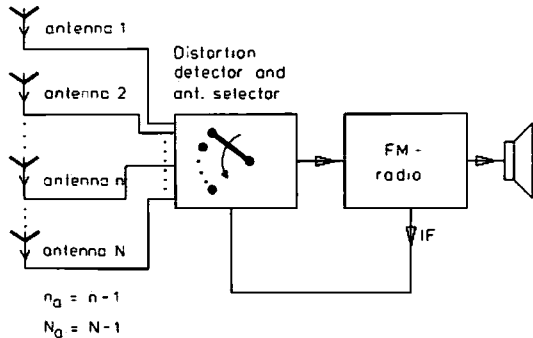 antenna 1
Distortion
detector and
ant. selector
antenna 2
FM-
radio
antenna n
IF
antenna N
n_a = n-1
N_a = N-1